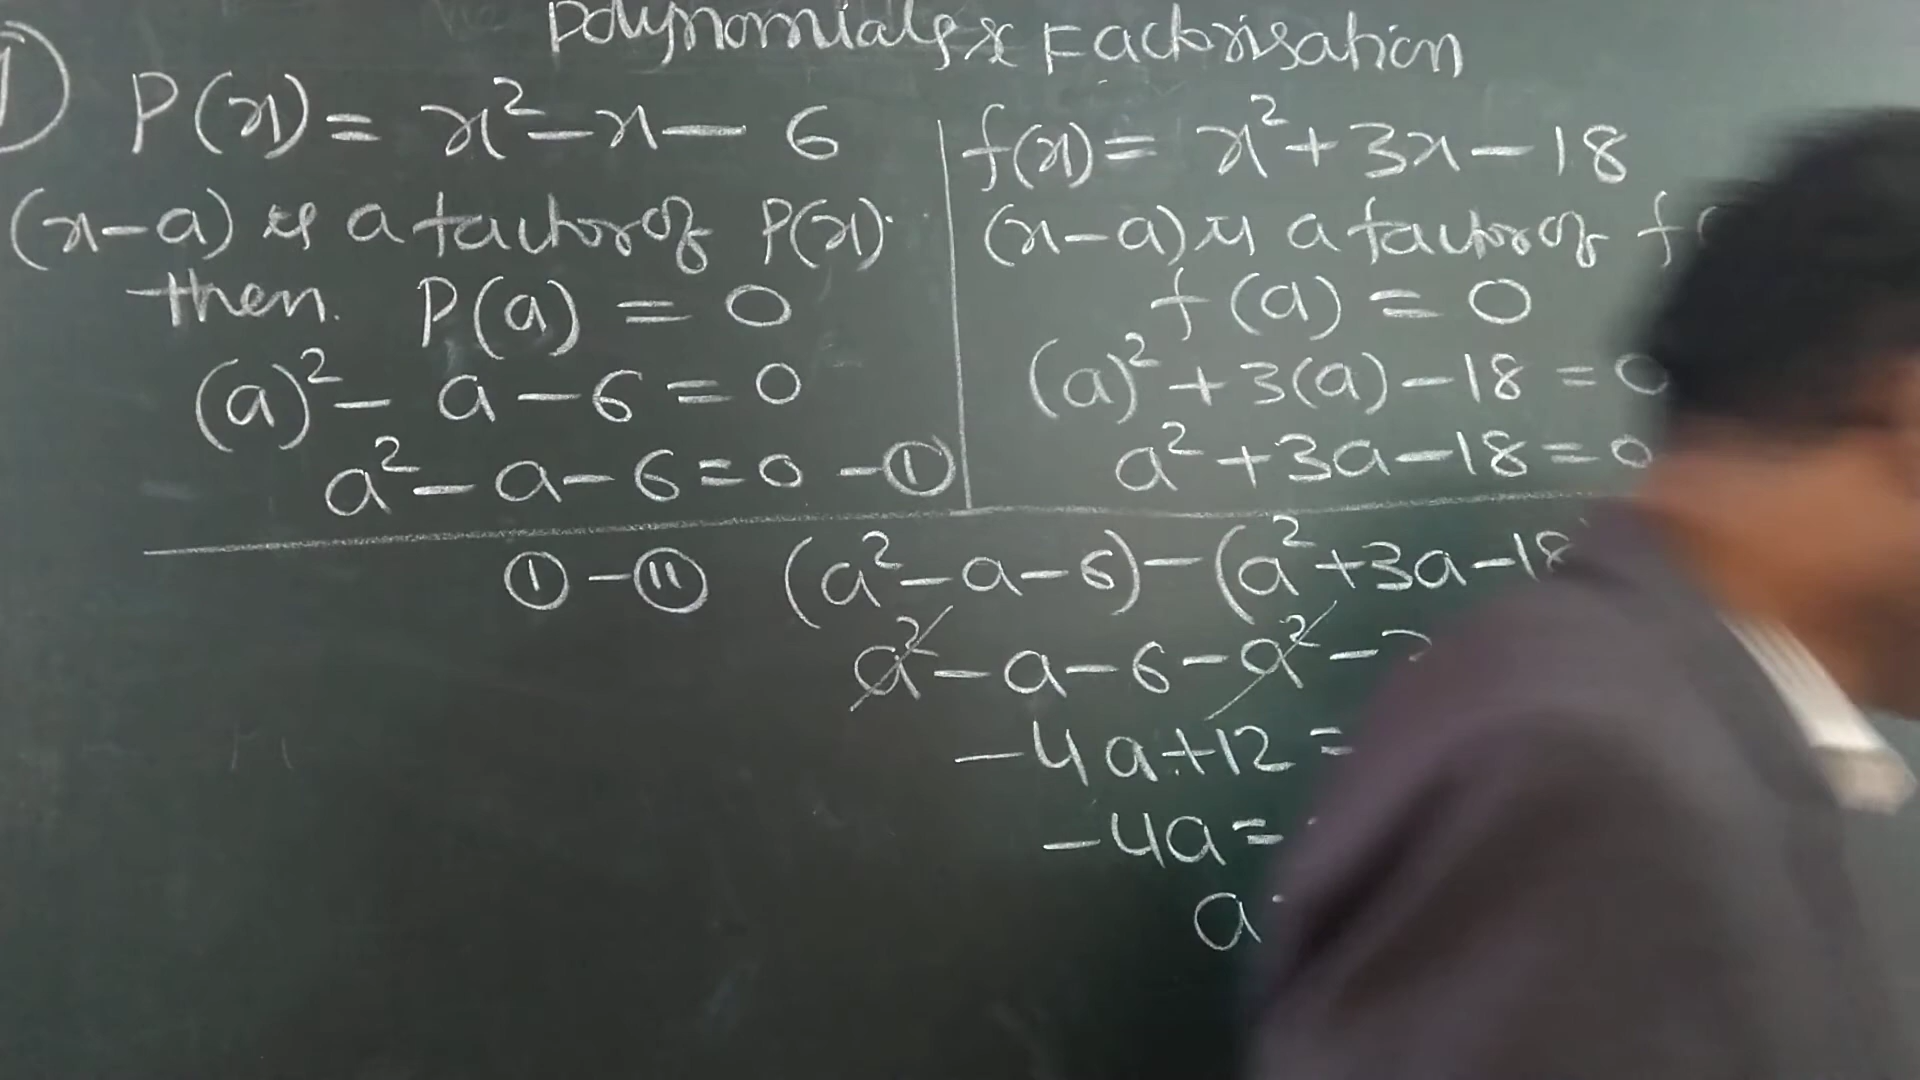 Polynomials & Factorisation
① P(x) = x² - x - 6
(x-a) is a factor of P(x).
then. P(a) = 0
(a)² - a - 6 = 0
a² - a - 6 = 0 - ①
f(x) = x² + 3x - 18
(x-a) is a factor of f(
f(a) = 0
(a)² + 3(a) - 18 = 0
a² + 3a - 18 = 0
① - ⑪ (a² - a - 6) - (a² + 3a - 18
a² - a - 6 - a² -
-4a + 12 =
-4a =
a